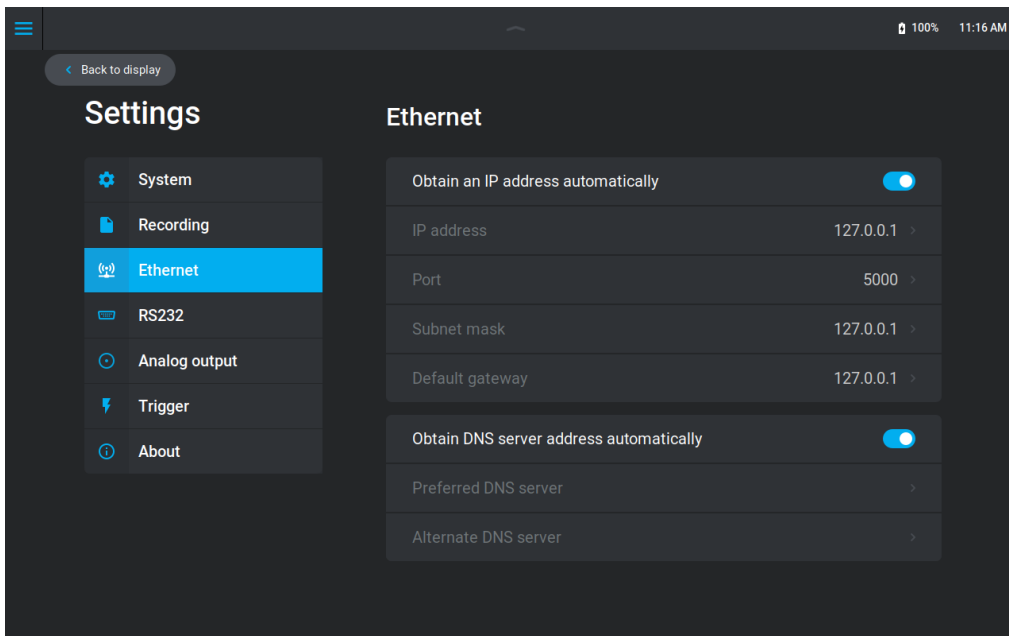 100% 11:16 AM
Back to display
Settings
System
Recording
Ethernet
RS232
Analog output
Trigger
About
Ethernet
Obtain an IP address automatically
IP address 127.0.0.1
Port 5000
Subnet mask 127.0.0.1
Default gateway 127.0.0.1
Obtain DNS server address automatically
Preferred DNS server
Alternate DNS server